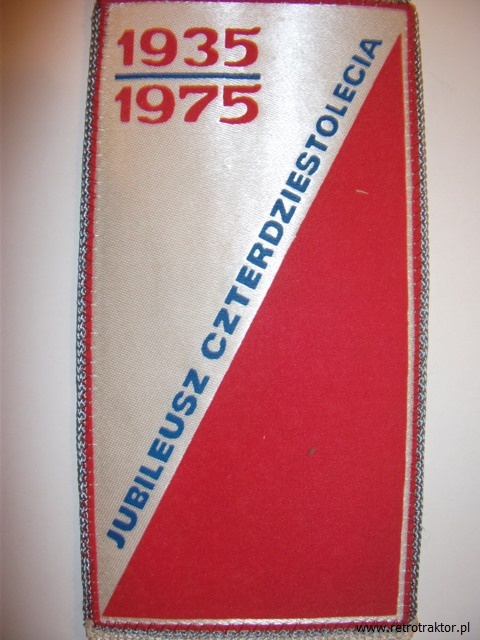 1935
1975
JUBILEUSZ CZTERDZIESTOLECIA
www.retrotraktor.pl